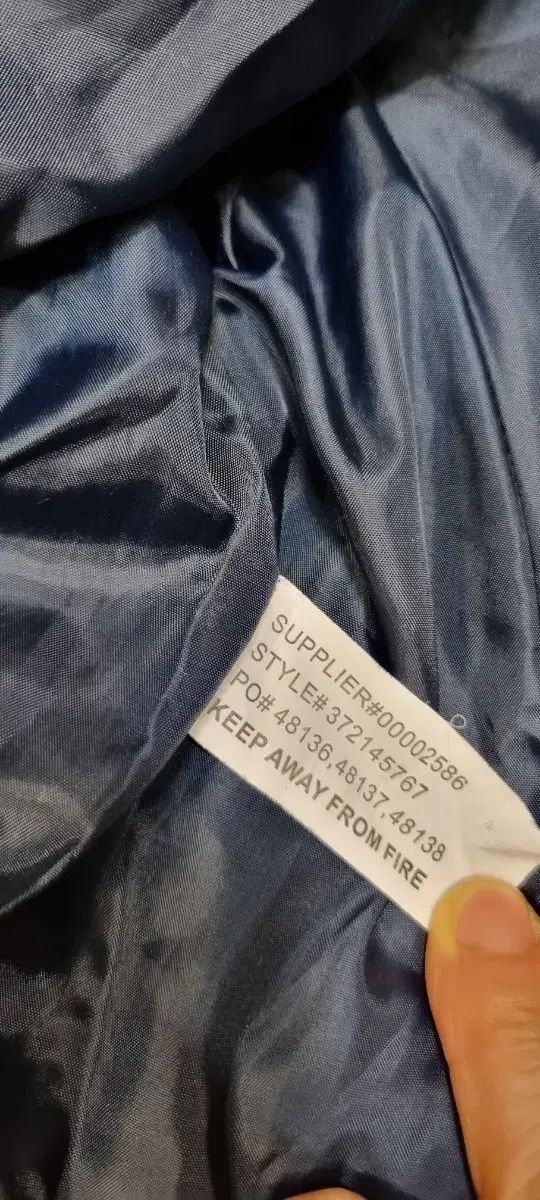 SUPPLIER#00002586
STYLE# 372145767
PO# 48136,48137,48138
KEEP AWAY FROM FIRE